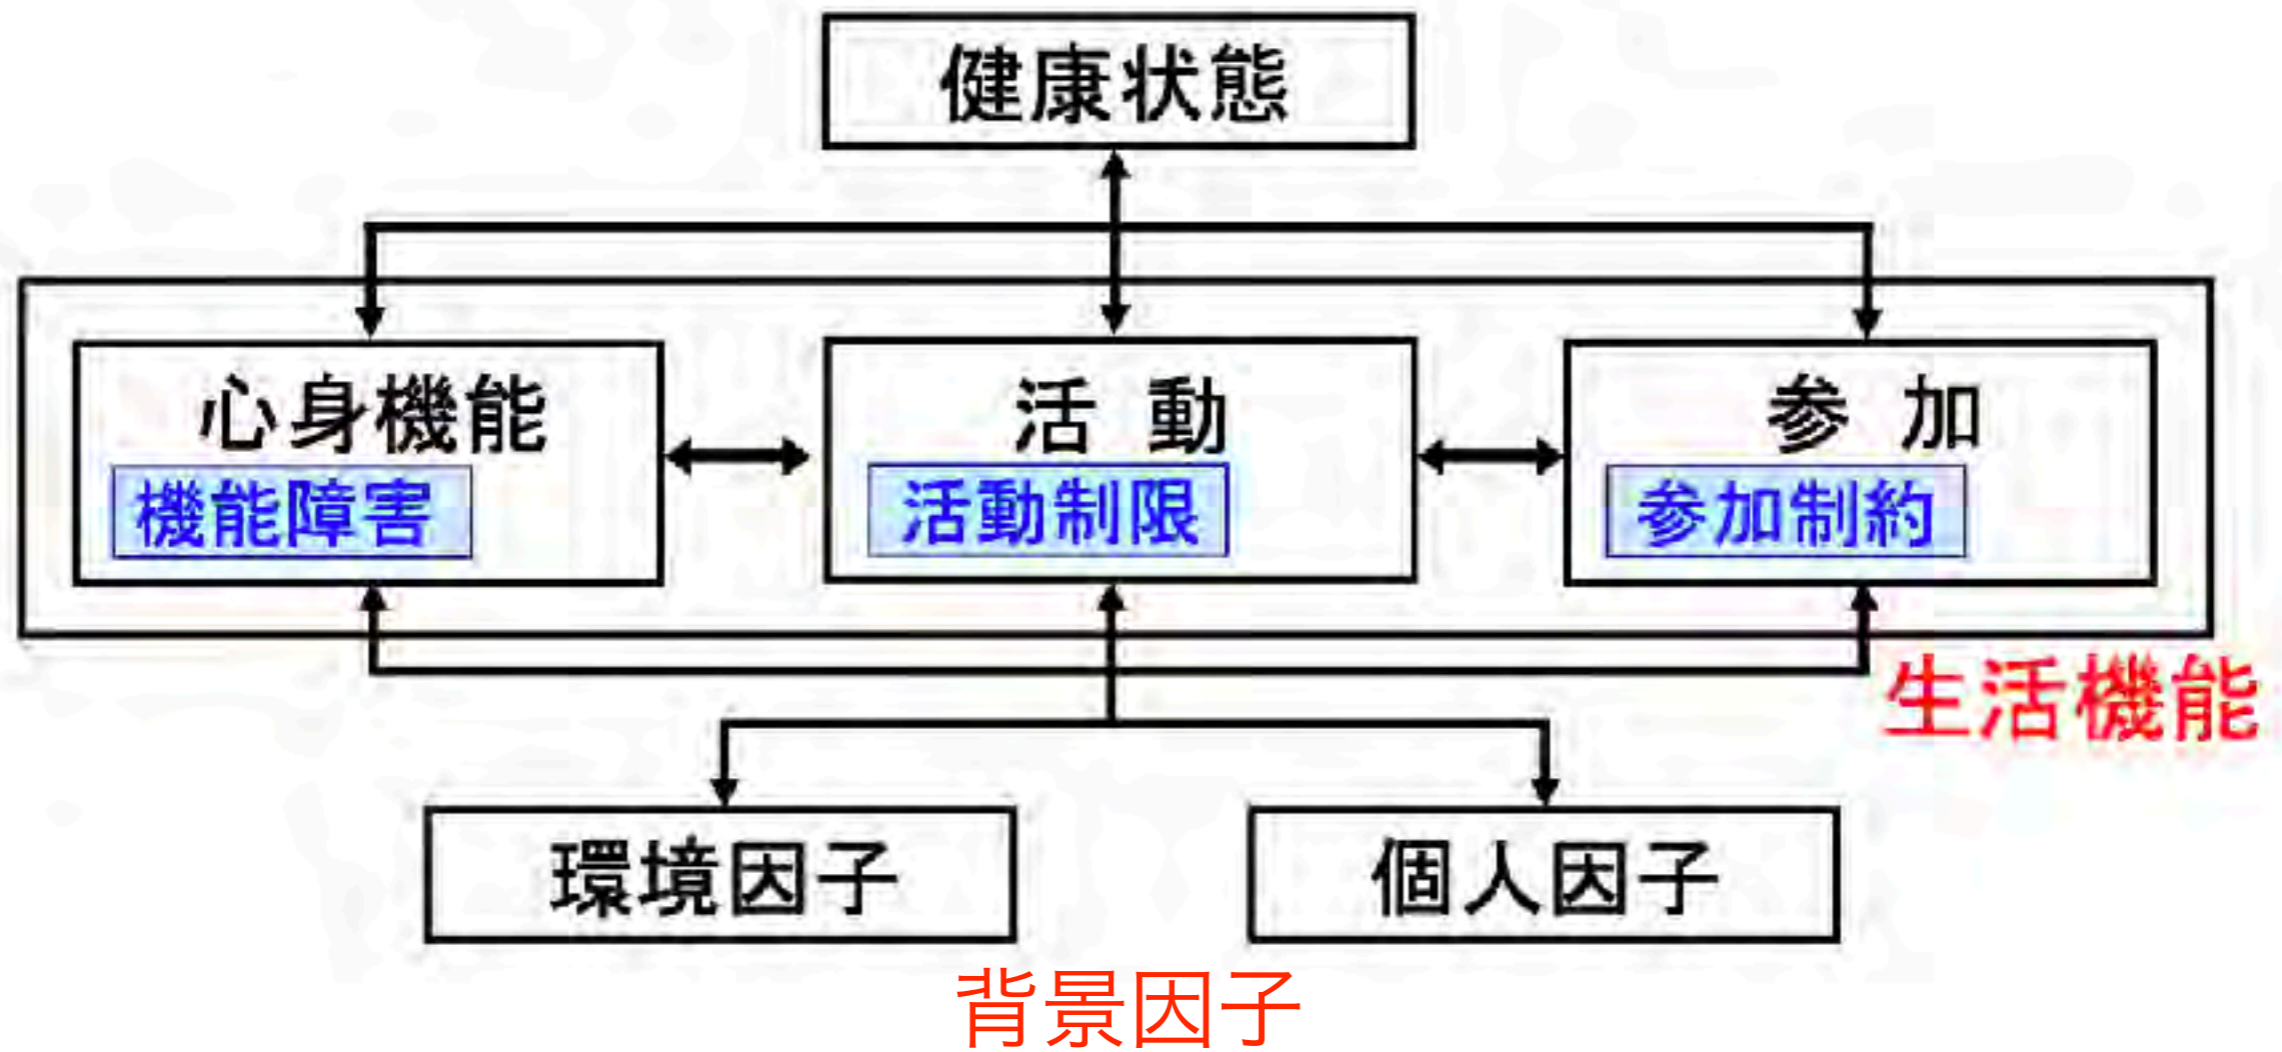 健康状態
心身機能
機能障害
活動
活動制限
参加
参加制約
生活機能
環境因子
個人因子
背景因子